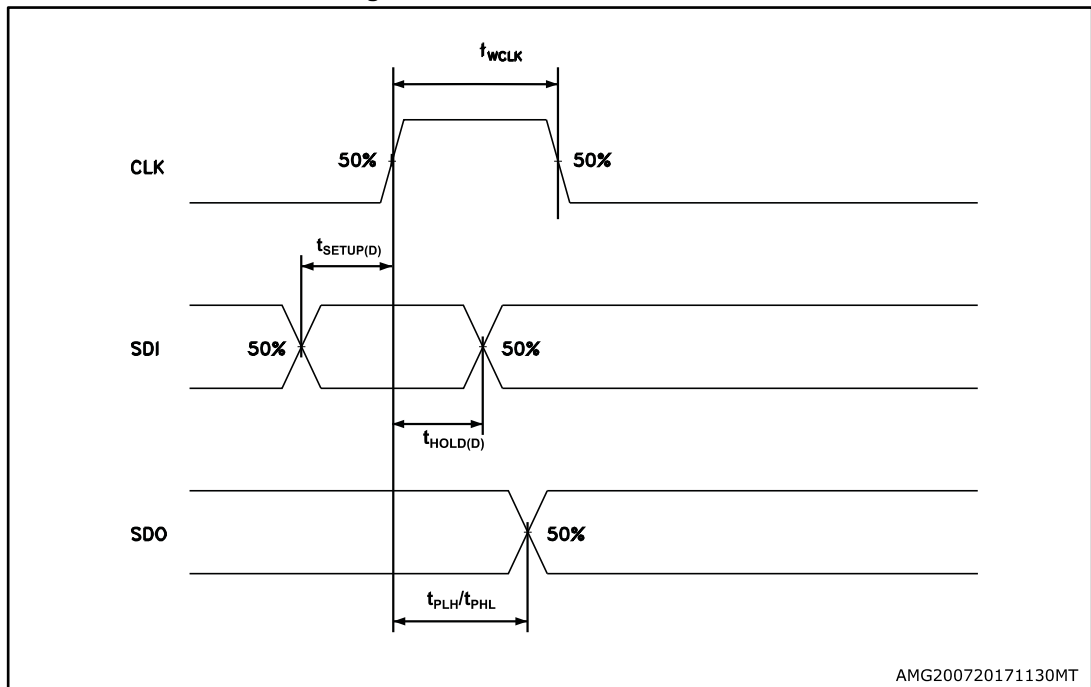 tWCLK
CLK
50%
50%
tSETUP(D)
SDI
50%
50%
tHOLD(D)
SDO
50%
tPLH/tPHL
AMG200720171130MT